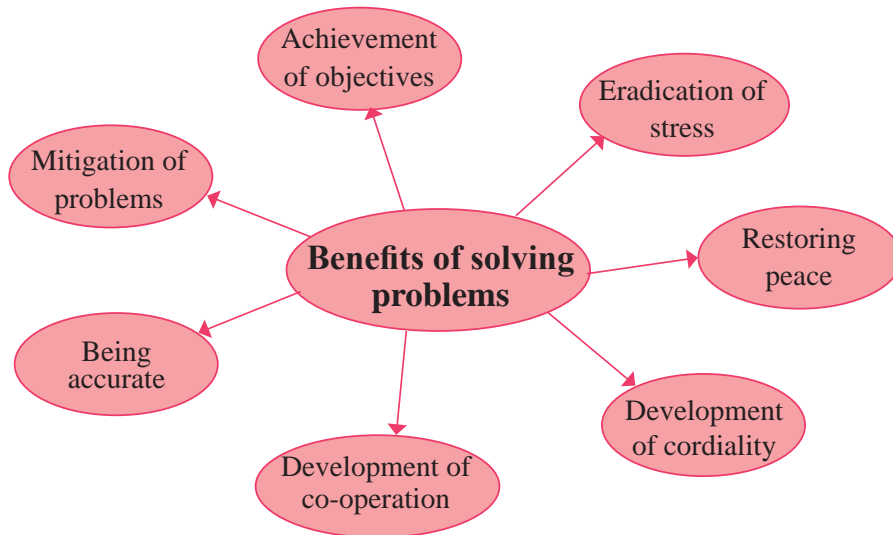 Achievement
of objectives
Eradication of
stress
Mitigation of
problems
Benefits of solving
problems
Restoring
peace
Being
accurate
Development
of cordiality
Development of
co-operation